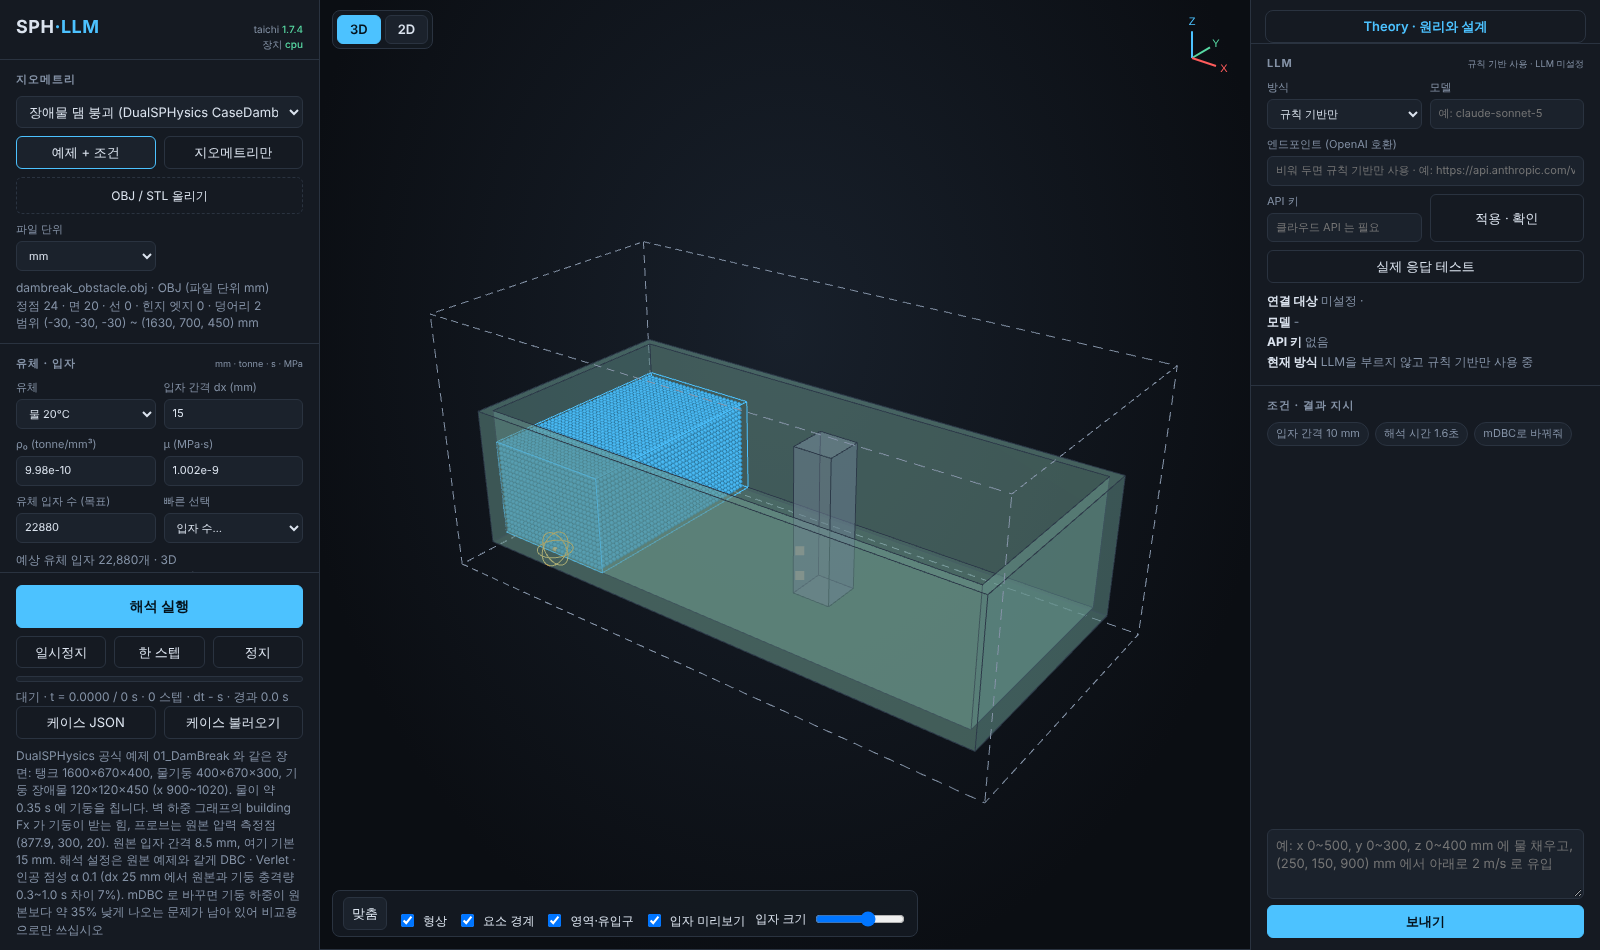 SPH·LLM
taichi 1.7.4
장치 cpu
지오메트리
장애물 댐 붕괴 (DualSPHysics CaseDamb
예제 + 조건
지오메트리만
OBJ / STL 올리기
파일 단위
mm
dambreak_obstacle.obj · OBJ (파일 단위 mm)
정점 24 · 면 20 · 선 0 · 힌지 엣지 0 · 덩어리 2
범위 (-30, -30, -30) ~ (1630, 700, 450) mm
유체 · 입자
mm · tonne · s · MPa
유체
입자 간격 dx (mm)
물 20°C
15
ρ₀ (tonne/mm³)
μ (MPa·s)
9.98e-10
1.002e-9
유체 입자 수 (목표)
빠른 선택
22880
입자 수...
예상 유체 입자 22,880개 · 3D
해석 실행
일시정지
한 스텝
정지
대기 · t = 0.0000 / 0 s · 0 스텝 · dt - s · 경과 0.0 s
케이스 JSON
케이스 불러오기
DualSPHysics 공식 예제 01_DamBreak 와 같은 장
면: 탱크 1600×670×400, 물기둥 400×670×300, 기
둥 장애물 120×120×450 (x 900~1020). 물이 약
0.35 s 에 기둥을 칩니다. 벽 하중 그래프의 building
Fx 가 기둥이 받는 힘, 프로브는 원본 압력 측정점
(877.9, 300, 20). 원본 입자 간격 8.5 mm, 여기 기본
15 mm. 해석 설정은 원본 예제와 같게 DBC · Verlet ·
인공 점성 α 0.1 (dx 25 mm 에서 원본과 기둥 충격량
0.3~1.0 s 차이 7%). mDBC 로 바꾸면 기둥 하중이 원
본보다 약 35% 낮게 나오는 문제가 남아 있어 비교용
으로만 쓰십시오
3D
2D
Z
Y
X
맞춤
형상
요소 경계
영역·유입구
입자 미리보기
입자 크기
Theory · 원리와 설계
LLM
규칙 기반 사용 · LLM 미설정
방식
모델
규칙 기반만
예: claude-sonnet-5
엔드포인트 (OpenAI 호환)
비워 두면 규칙 기반만 사용 · 예: https://api.anthropic.com/v
API 키
클라우드 API 는 필요
적용 · 확인
실제 응답 테스트
연결 대상 미설정 ·
모델 -
API 키 없음
현재 방식 LLM을 부르지 않고 규칙 기반만 사용 중
조건 · 결과 지시
입자 간격 10 mm
해석 시간 1.6초
mDBC로 바꿔줘
예: x 0~500, y 0~300, z 0~400 mm 에 물 채우고,
(250, 150, 900) mm 에서 아래로 2 m/s 로 유입
보내기